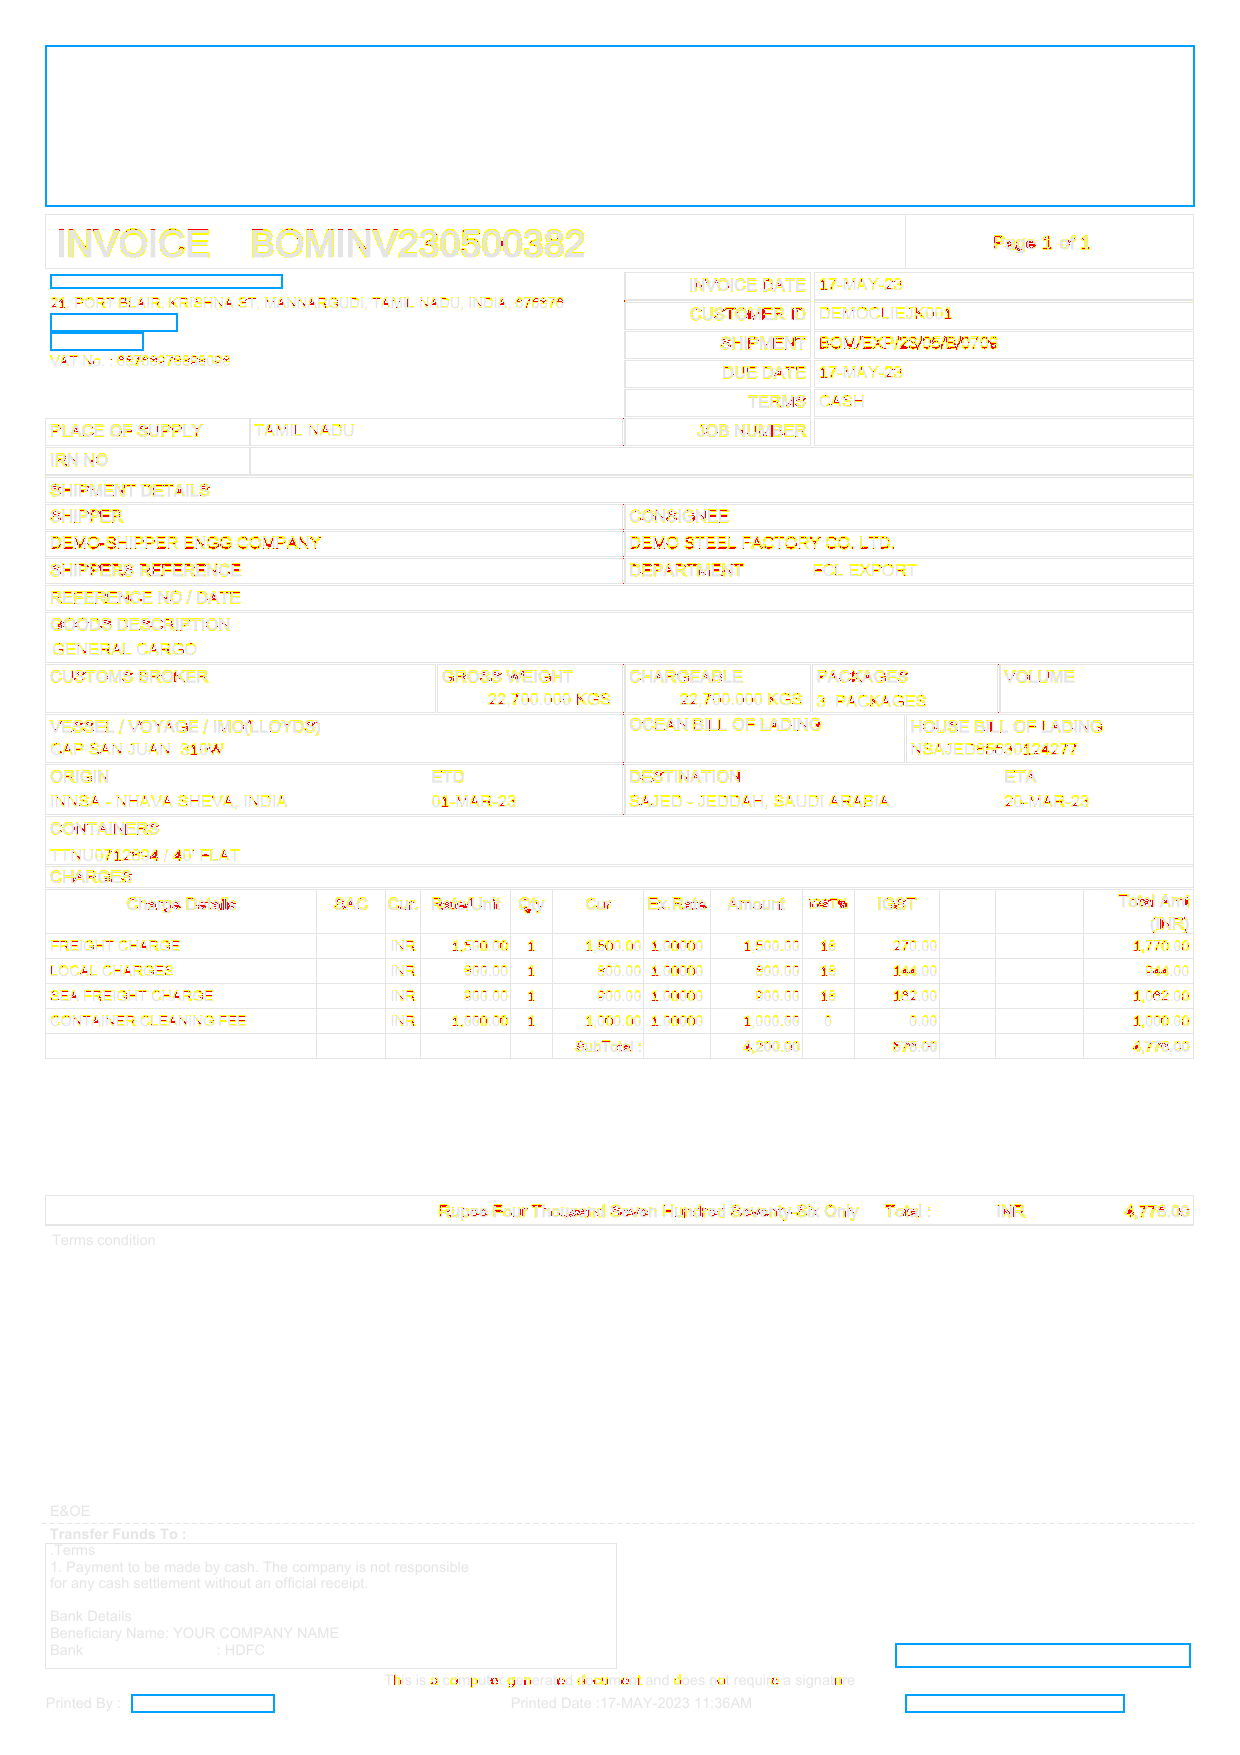 INVOICE BOMINV230500382 Page 1 of 1
INVOICE DATE 17-MAY-23
21, PORT BLAIR, KRISHNA ST, MANNARGUDI, TAMIL NADU, INDIA, 676676
CUSTOMER ID
SHIPMENT BOM/EXP/23/05/B/0709
VAT No. :
DUE DATE 17-MAY-23
TERMS CASH
PLACE OF SUPPLY TAMIL NADU JOB NUMBER
IRN NO
SHIPMENT DETAILS
SHIPPER CONSIGNEE
DEMO-SHIPPER ENGG COMPANY DEMO STEEL FACTORY CO. LTD.
SHIPPERS REFERENCE DEPARTMENT FCL EXPORT
REFERENCE NO / DATE
GOODS DESCRIPTION
GENERAL CARGO
CUSTOMS BROKER GROSS WEIGHT CHARGEABLE PACKAGES VOLUME
22,700.000 KGS 22,700.000 KGS 3 PACKAGES
VESSEL / VOYAGE / IMO(LLOYDS) OCEAN BILL OF LADING HOUSE BILL OF LADING
CAP SAN JUAN 310W
ORIGIN ETD DESTINATION ETA
INNSA - NHAVA SHEVA, INDIA 01-MAR-23 SAJED - JEDDAH, SAUDI ARABIA 20-MAR-23
CONTAINERS
/ 40' FLAT
CHARGES
Charge Details SAC Cur. Rate/Unit Qty Cur Ex.Rate Amount IGST% IGST Total Amt
(INR)
FREIGHT CHARGE INR 1,500.00 1 1,500.00 1.00000 1,500.00 18 270.00 1,770.00
LOCAL CHARGES INR 800.00 1 800.00 1.00000 800.00 18 144.00 944.00
SEA FREIGHT CHARGE INR 900.00 1 900.00 1.00000 900.00 18 162.00 1,062.00
CONTAINER CLEANING FEE INR 1,000.00 1 1,000.00 1.00000 1,000.00 0 0.00 1,000.00
SubTotal : 4,200.00 576.00 4,776.00
Rupee Four Thousand Seven Hundred Seventy-Six Only Total : INR 4,776.00
Terms condition
E&OE
Transfer Funds To :
.Terms
1. Payment to be made by cash. The company is not responsible
for any cash settlement without an official receipt.
Bank Details
Beneficiary Name: YOUR COMPANY NAME
Bank : HDFC
This is a computer generated document and does not require a signature
Printed By : Printed Date :17-MAY-2023 11:36AM